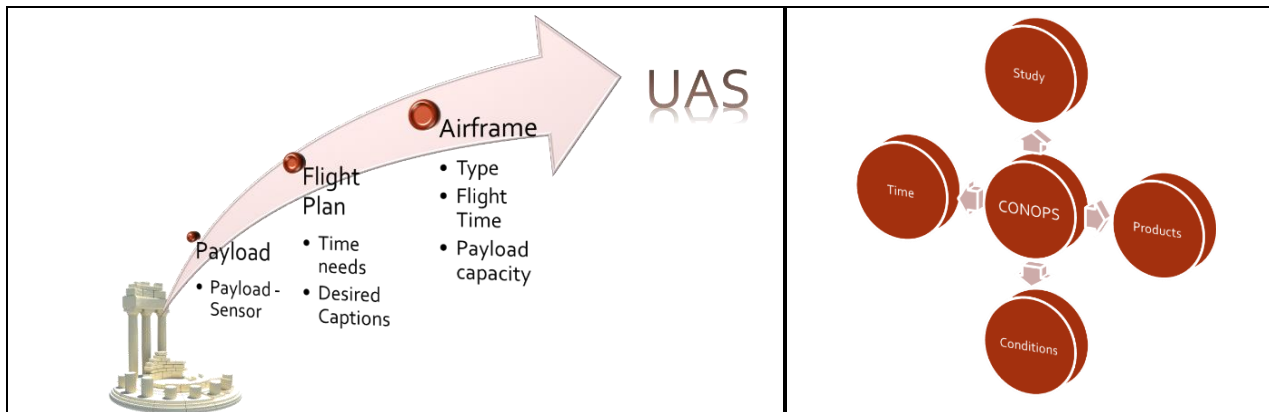 UAS
Airframe
• Type
• Flight
Time
• Payload
capacity
Flight
Plan
• Time
needs
• Desired
Captions
Payload
• Payload -
Sensor
Study
Time
CONOPS
Products
Conditions